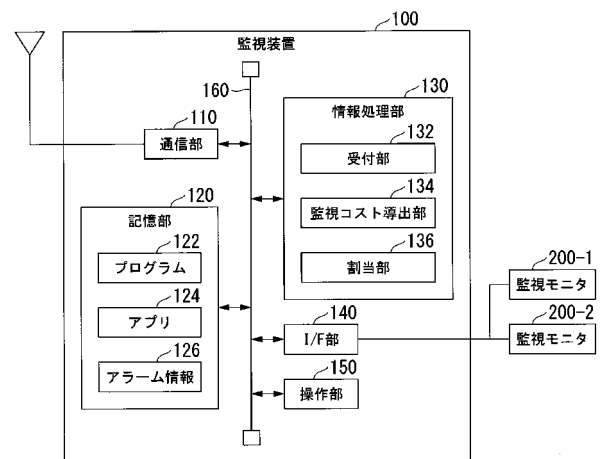 100
監視装置
160
110
通信部
130
情報処理部
132
受付部
134
監視コスト導出部
136
割当部
120
記憶部
122
プログラム
124
アプリ
126
アラーム情報
140
I/F部
150
操作部
200-1
監視モニタ
200-2
監視モニタ